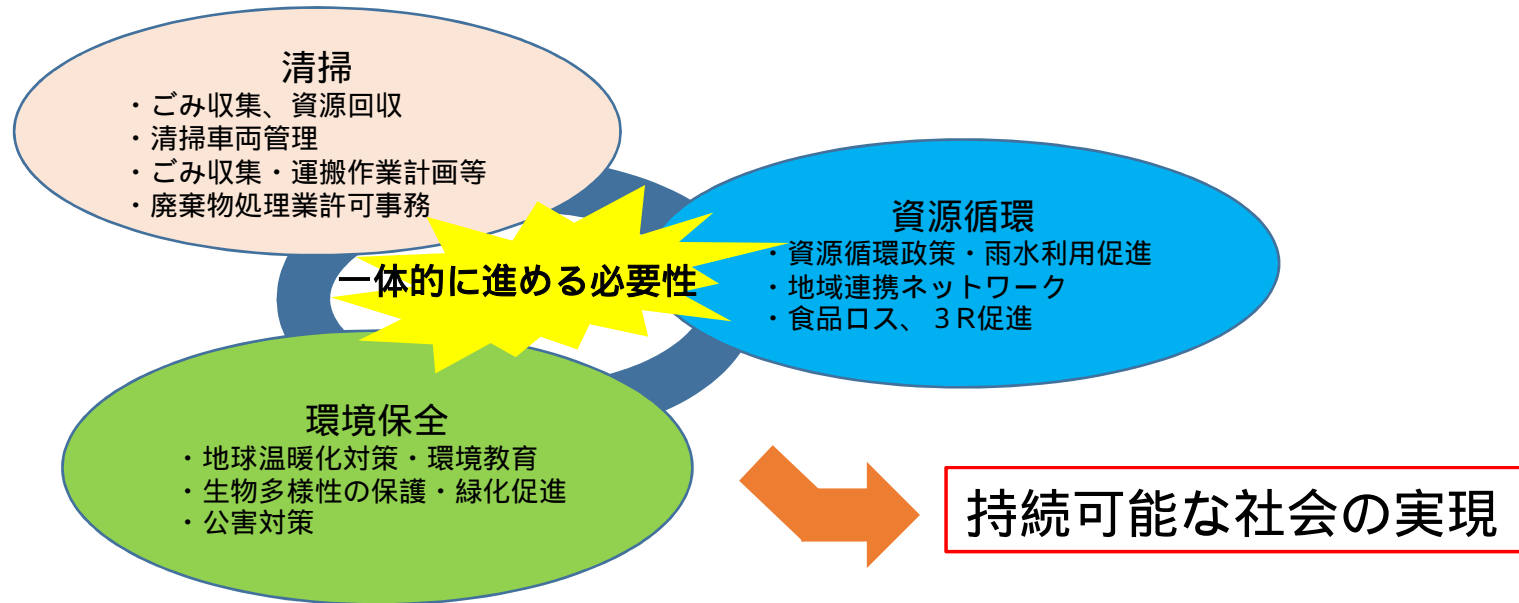 清掃
・ごみ収集、資源回収
・清掃車両管理
・ごみ収集・運搬作業計画等
・廃棄物処理業許可事務
資源循環
・資源循環政策・雨水利用促進
・地域連携ネットワーク
・食品ロス、３Ｒ促進
一体的に進める必要性
環境保全
・地球温暖化対策・環境教育
・生物多様性の保護・緑化促進
・公害対策
持続可能な社会の実現